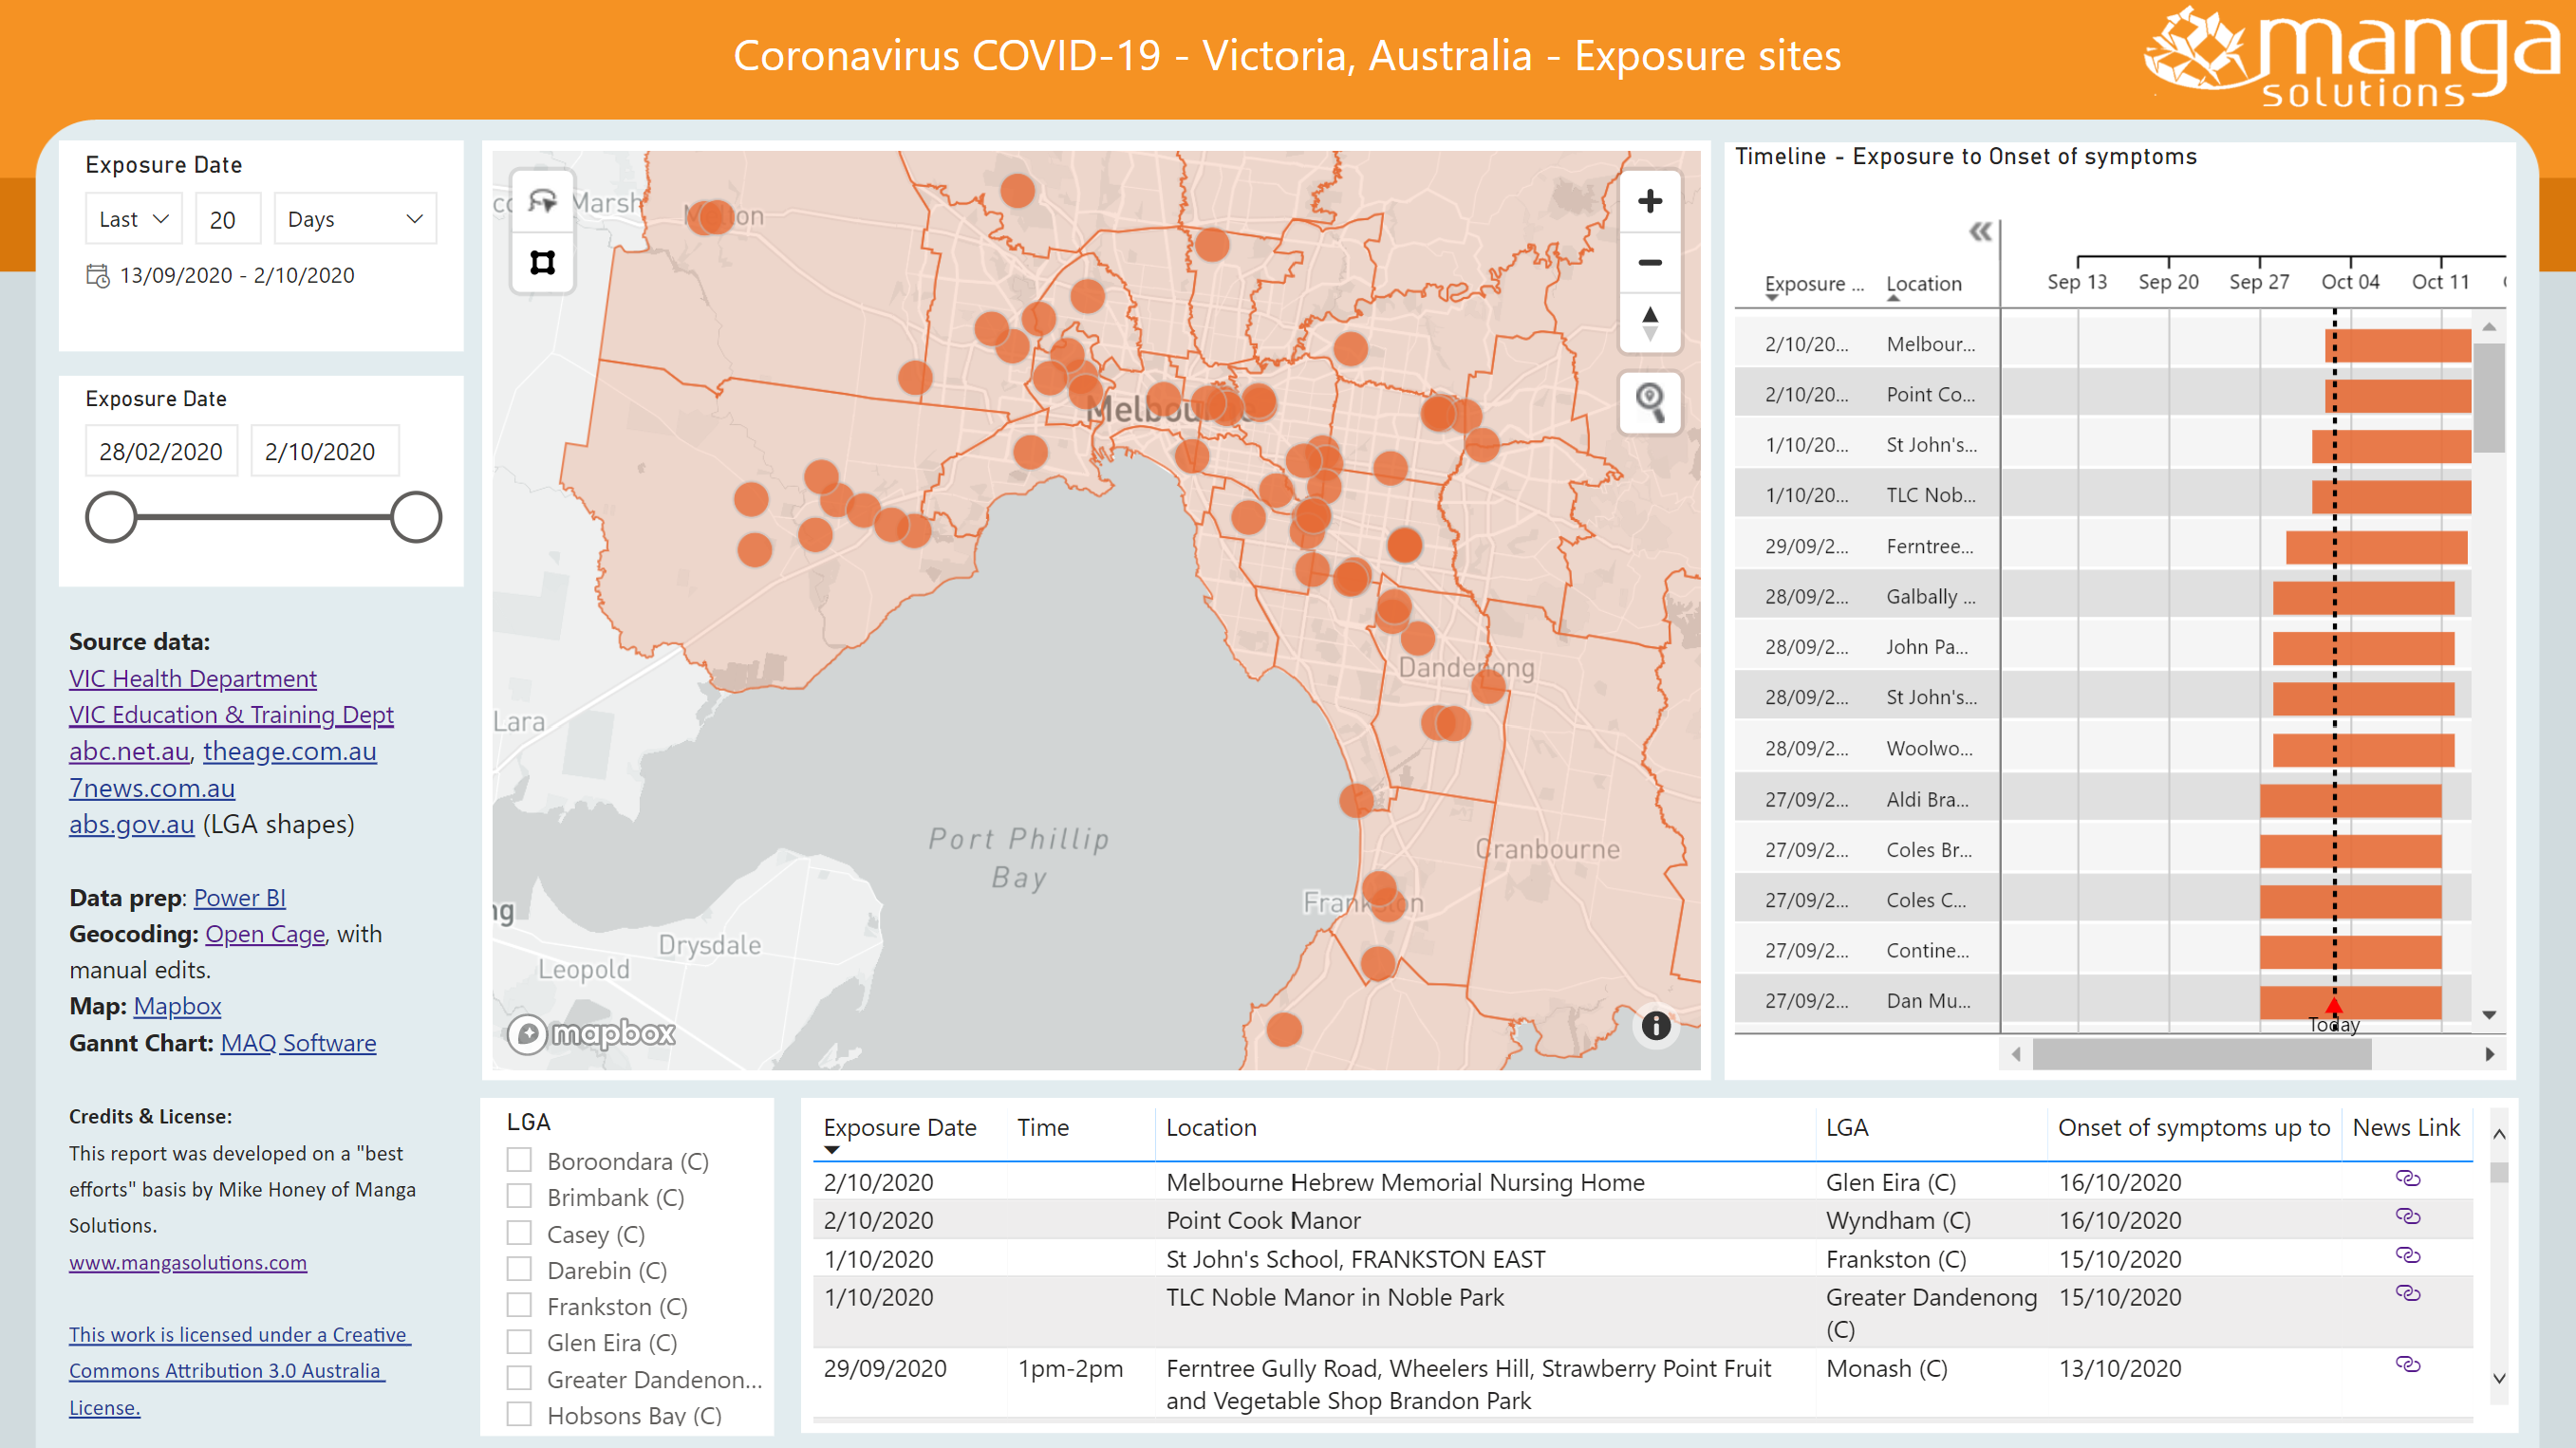 Coronavirus COVID-19 - Victoria, Australia - Exposure sites
manga
solutions
Exposure Date
Last
20
Days
13/09/2020 - 2/10/2020
Exposure Date
28/02/2020
2/10/2020
Source data:
VIC Health Department
VIC Education & Training Dept
abc.net.au, theage.com.au
7news.com.au
abs.gov.au (LGA shapes)
Data prep: Power BI
Geocoding: Open Cage, with
manual edits.
Map: Mapbox
Gannt Chart: MAQ Software
Credits & License:
This report was developed on a "best
efforts" basis by Mike Honey of Manga
Solutions.
www.mangasolutions.com
This work is licensed under a Creative
Commons Attribution 3.0 Australia
License.
Marsh
Lara
Dandenong
Port Phillip
Bay
Cranbourne
Frankston
Drysdale
Leopold
mapbox
Timeline - Exposure to Onset of symptoms
Exposure ... Location
Sep 13 Sep 20 Sep 27 Oct 04 Oct 11
2/10/20... Melbour...
2/10/20... Point Co...
1/10/20... St John's...
1/10/20... TLC Nob...
29/09/2... Ferntree...
28/09/2... Galbally ...
28/09/2... John Pa...
28/09/2... St John's...
28/09/2... Woolwo...
27/09/2... Aldi Bra...
27/09/2... Coles Br...
27/09/2... Coles C...
27/09/2... Contine...
27/09/2... Dan Mu...
Today
LGA
Boroondara (C)
Brimbank (C)
Casey (C)
Darebin (C)
Frankston (C)
Glen Eira (C)
Greater Dandenon...
Hobsons Bay (C)
Exposure Date Time Location LGA Onset of symptoms up to News Link
2/10/2020 Melbourne Hebrew Memorial Nursing Home Glen Eira (C) 16/10/2020
2/10/2020 Point Cook Manor Wyndham (C) 16/10/2020
1/10/2020 St John's School, FRANKSTON EAST Frankston (C) 15/10/2020
1/10/2020 TLC Noble Manor in Noble Park Greater Dandenong 15/10/2020
(C)
29/09/2020 1pm-2pm Ferntree Gully Road, Wheelers Hill, Strawberry Point Fruit Monash (C) 13/10/2020
and Vegetable Shop Brandon Park